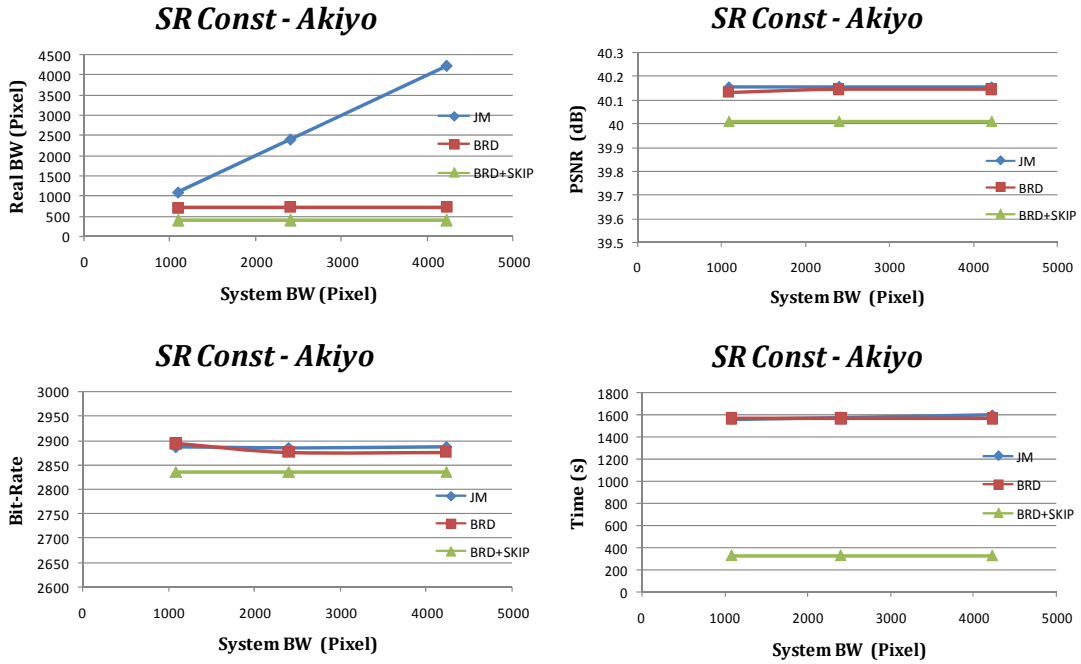 SR Const - Akiyo
Real BW (Pixel)
4500
4000
3500
3000
2500
2000
1500
1000
500
0
0 1000 2000 3000 4000 5000
System BW (Pixel)
JM
BRD
BRD+SKIP
SR Const - Akiyo
PSNR (dB)
40.3
40.2
40.1
40
39.9
39.8
39.7
39.6
39.5
0 1000 2000 3000 4000 5000
System BW (Pixel)
JM
BRD
BRD+SKIP
SR Const - Akiyo
Bit-Rate
3000
2950
2900
2850
2800
2750
2700
2650
2600
0 1000 2000 3000 4000 5000
System BW (Pixel)
JM
BRD
BRD+SKIP
SR Const - Akiyo
Time (s)
1800
1600
1400
1200
1000
800
600
400
200
0
0 1000 2000 3000 4000 5000
System BW (Pixel)
JM
BRD
BRD+SKIP